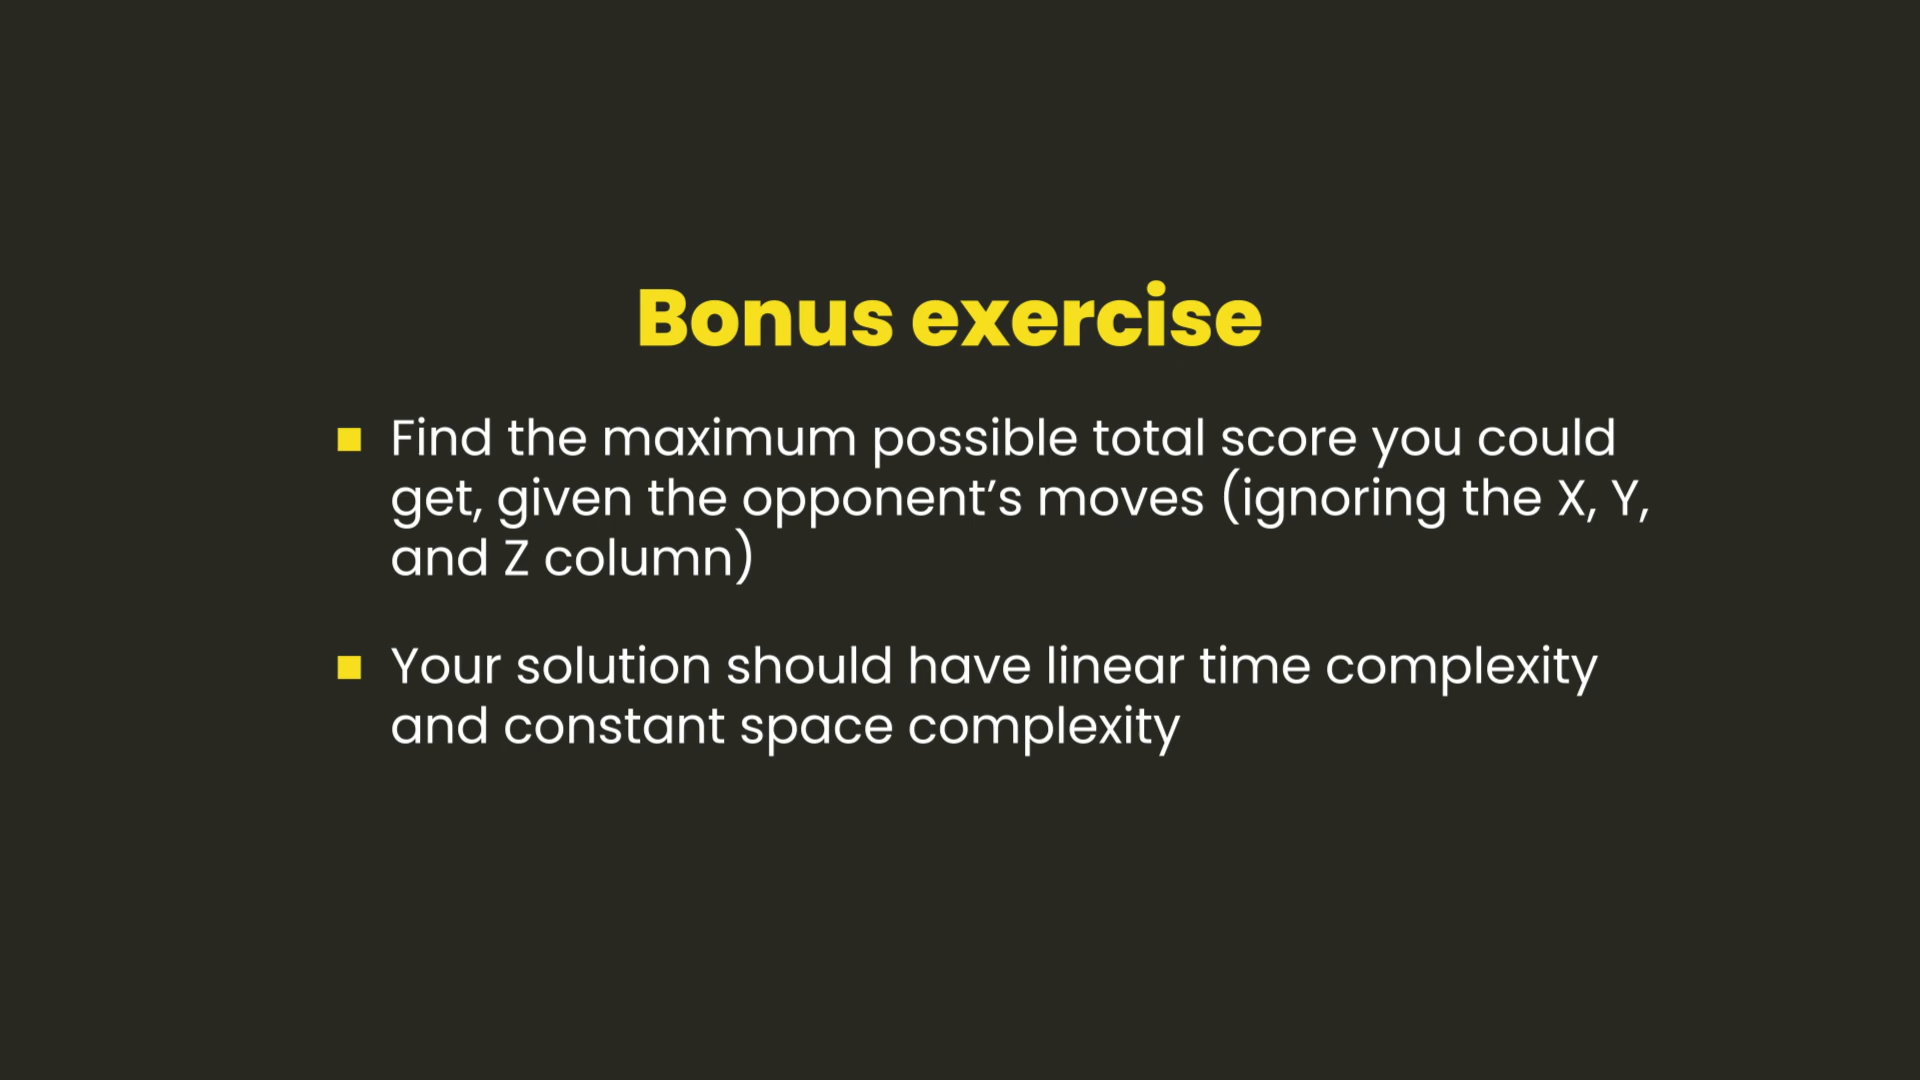 Bonus exercise
Find the maximum possible total score you could
get, given the opponent’s moves (ignoring the X, Y,
and Z column)
Your solution should have linear time complexity
and constant space complexity